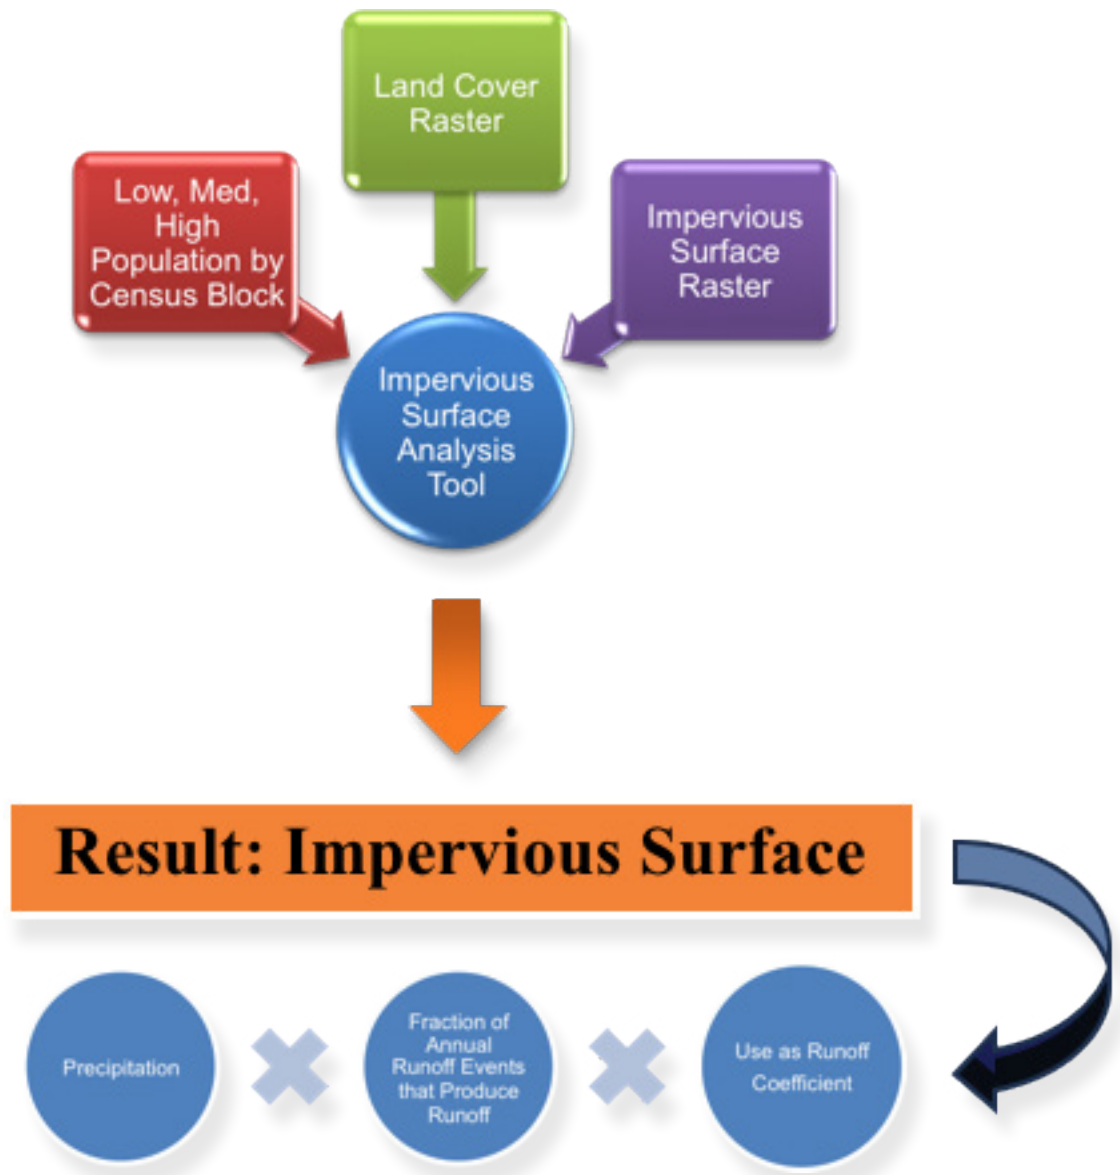 Land Cover
Raster
Low, Med,
High
Population by
Census Block
Impervious
Surface
Raster
Impervious
Surface
Analysis
Tool
Result: Impervious Surface
Precipitation
Fraction of
Annual
Runoff Events
that Produce
Runoff
Use as Runoff
Coefficient